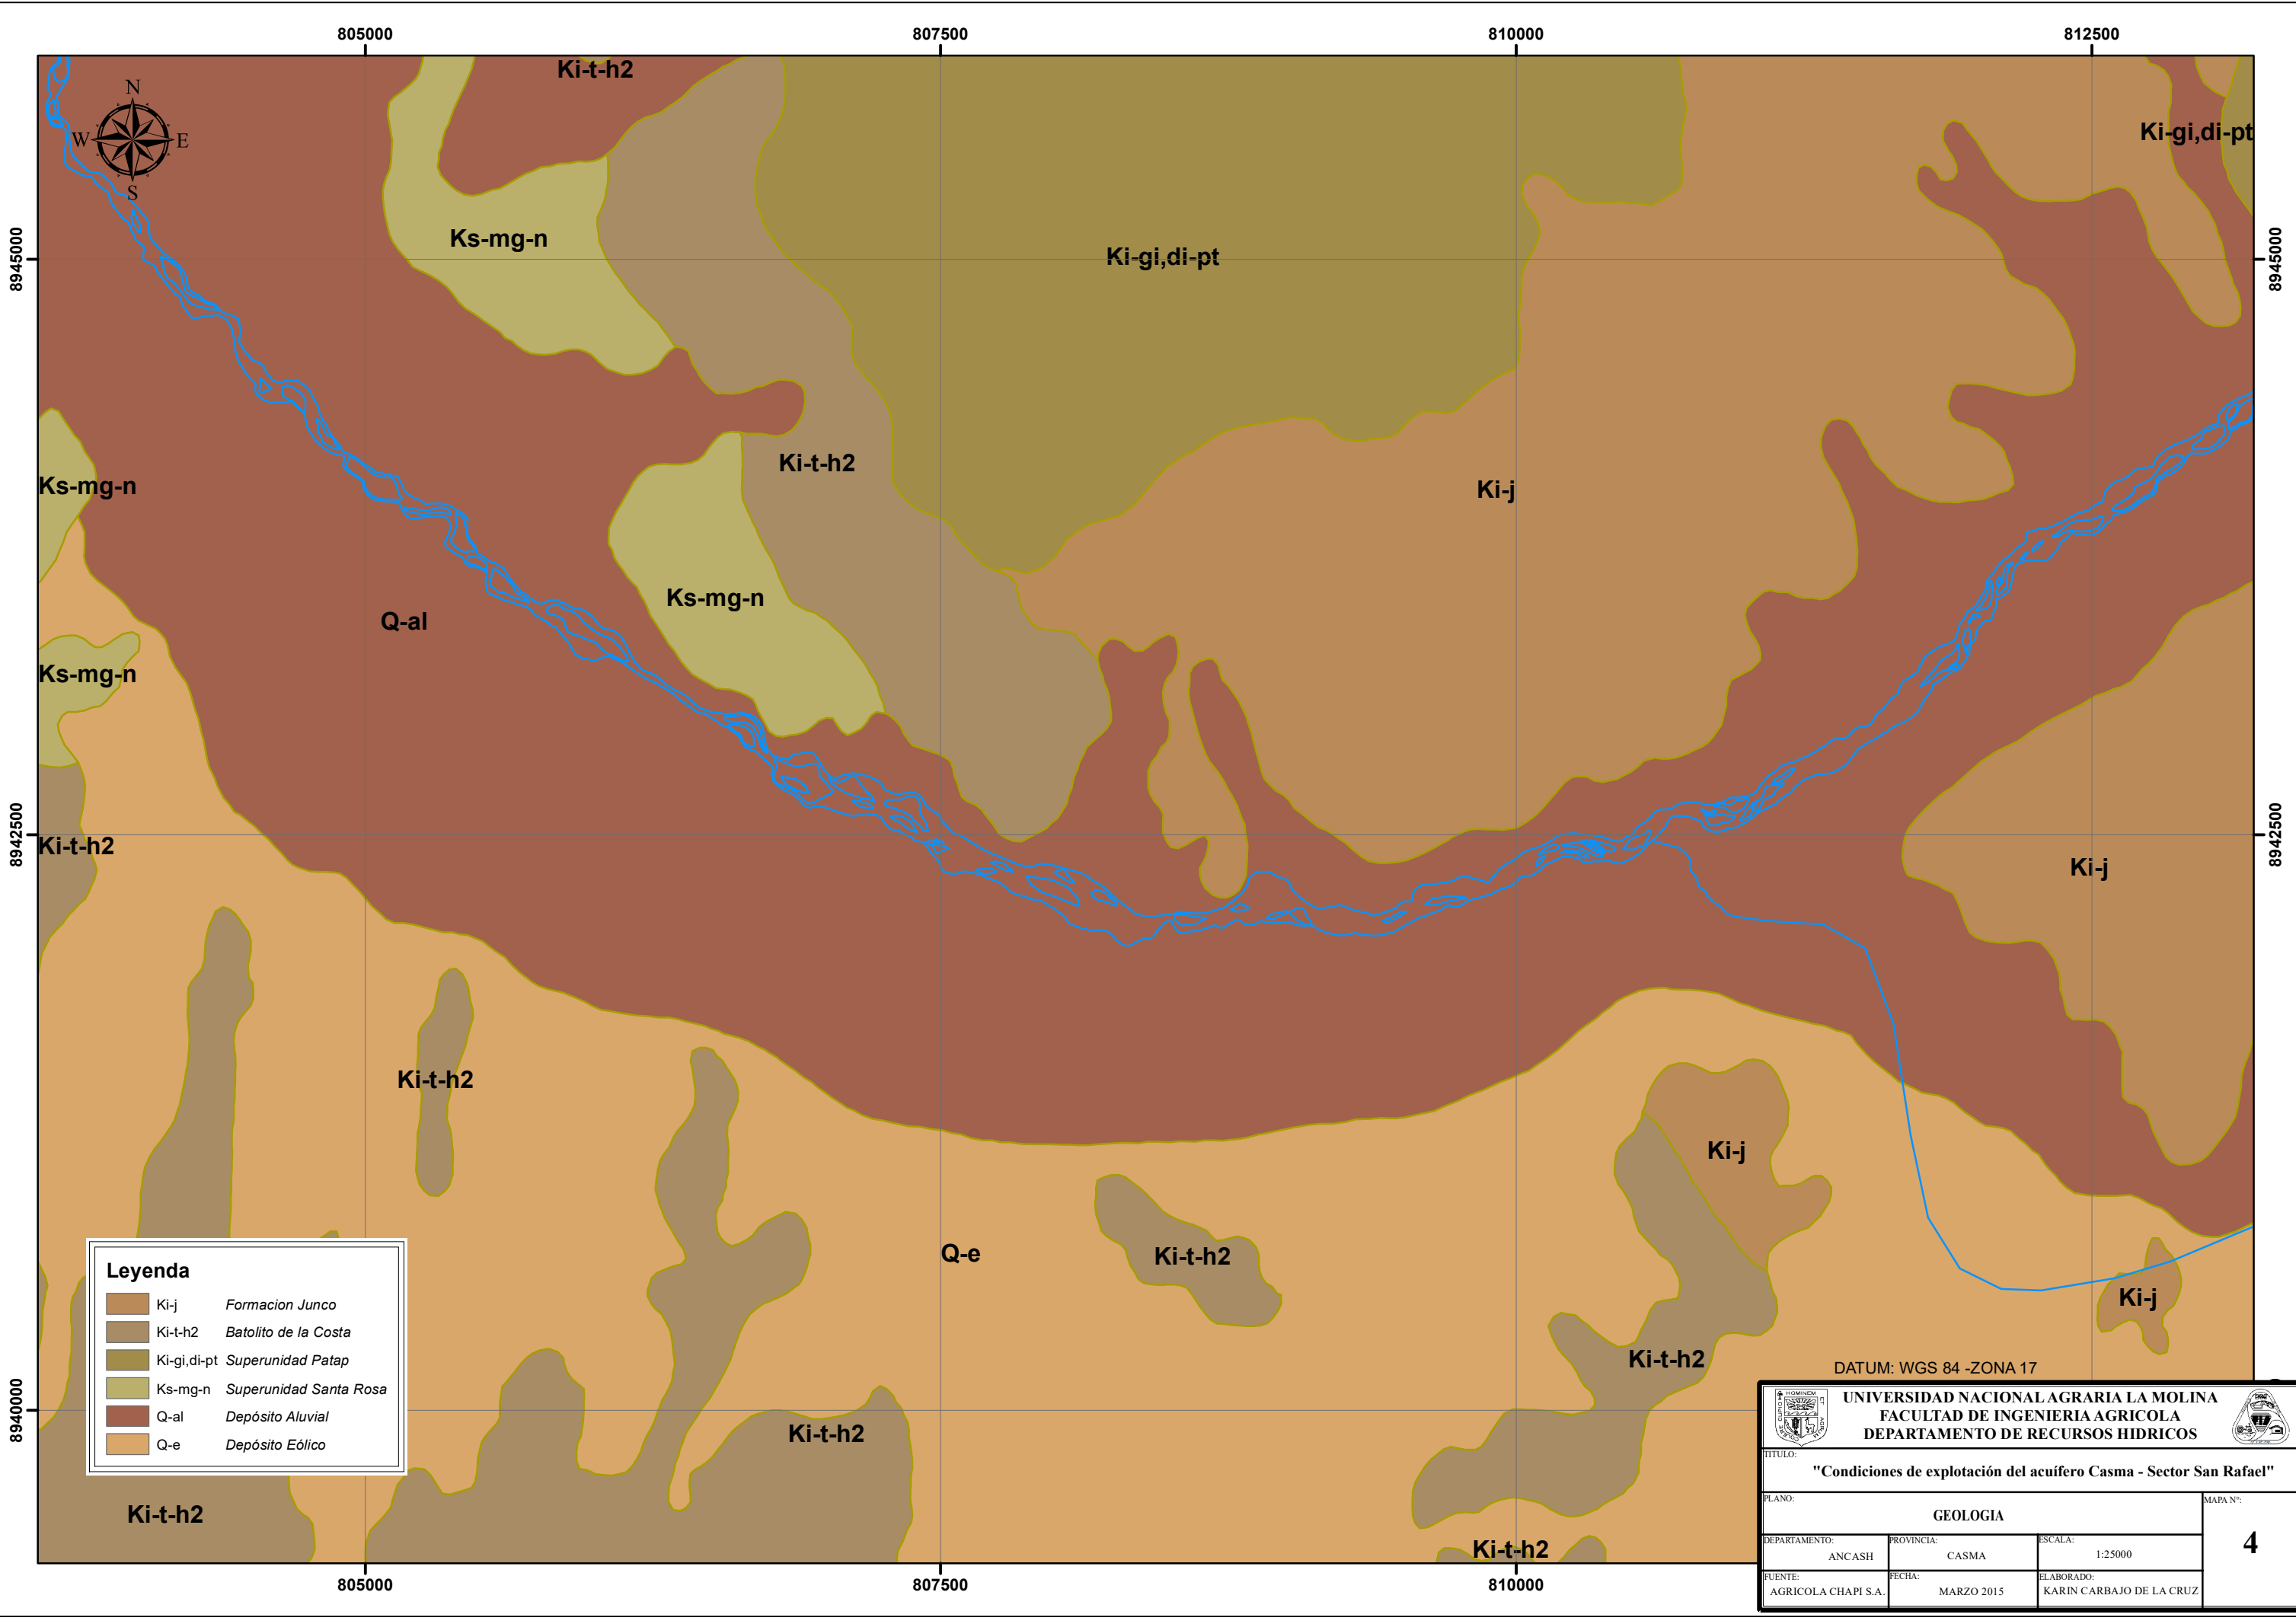 805000 807500 810000 812500
N
W E
S
Ki-t-h2
Ki-gi,di-pt
Ks-mg-n
Ki-gi,di-pt
8945000 8945000
Ki-t-h2
Ks-mg-n
Ki-j
Ks-mg-n
Q-al
Ks-mg-n
8942500 8942500
Ki-t-h2
Ki-j
Ki-t-h2
Ki-j
Q-e
Ki-t-h2
Ki-j
Ki-t-h2
8940000
Ki-t-h2
Ki-t-h2
Ki-t-h2
Leyenda
Ki-j Formacion Junco
Ki-t-h2 Batolito de la Costa
Ki-gi,di-pt Superunidad Patap
Ks-mg-n Superunidad Santa Rosa
Q-al Depósito Aluvial
Q-e Depósito Eólico
DATUM: WGS 84 -ZONA 17
UNIVERSIDAD NACIONAL AGRARIA LA MOLINA
FACULTAD DE INGENIERIA AGRICOLA
DEPARTAMENTO DE RECURSOS HIDRICOS
TITULO:
"Condiciones de explotación del acuífero Casma - Sector San Rafael"
PLANO:
GEOLOGIA
MAPA N°:
4
DEPARTAMENTO:
ANCASH
PROVINCIA:
CASMA
ESCALA:
1:25000
FUENTE:
AGRICOLA CHAPI S.A.
FECHA:
MARZO 2015
ELABORADO:
KARIN CARBAJO DE LA CRUZ
805000 807500 810000